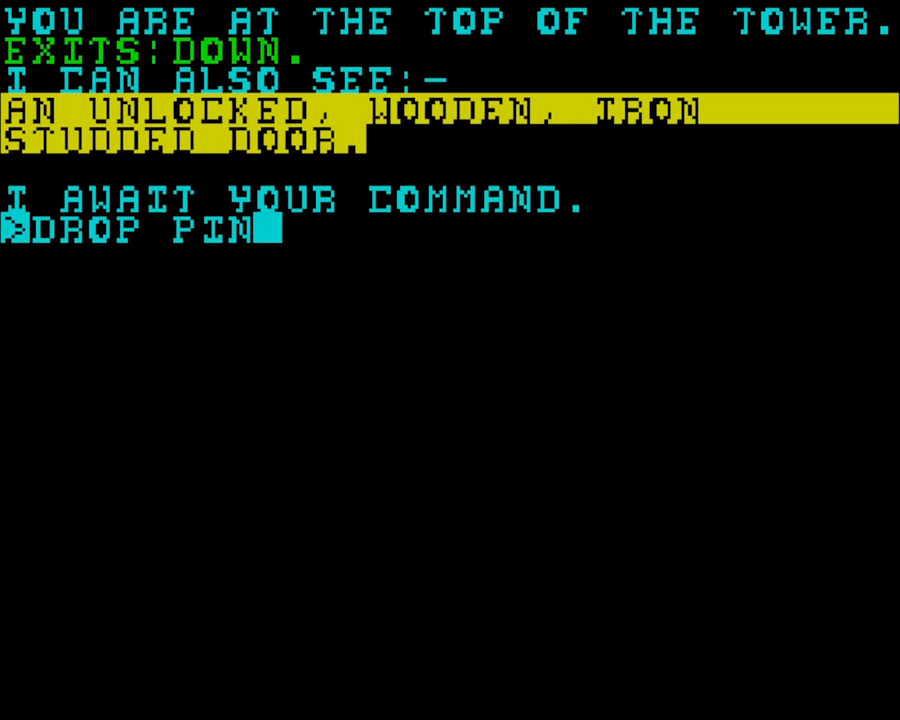 YOU ARE AT THE TOP OF THE TOWER.
EXITS:DOWN.
I CAN ALSO SEE:-
AN UNLOCKED, WOODEN, IRON
STUDDED DOOR.
I AWAIT YOUR COMMAND.
>DROP PIN